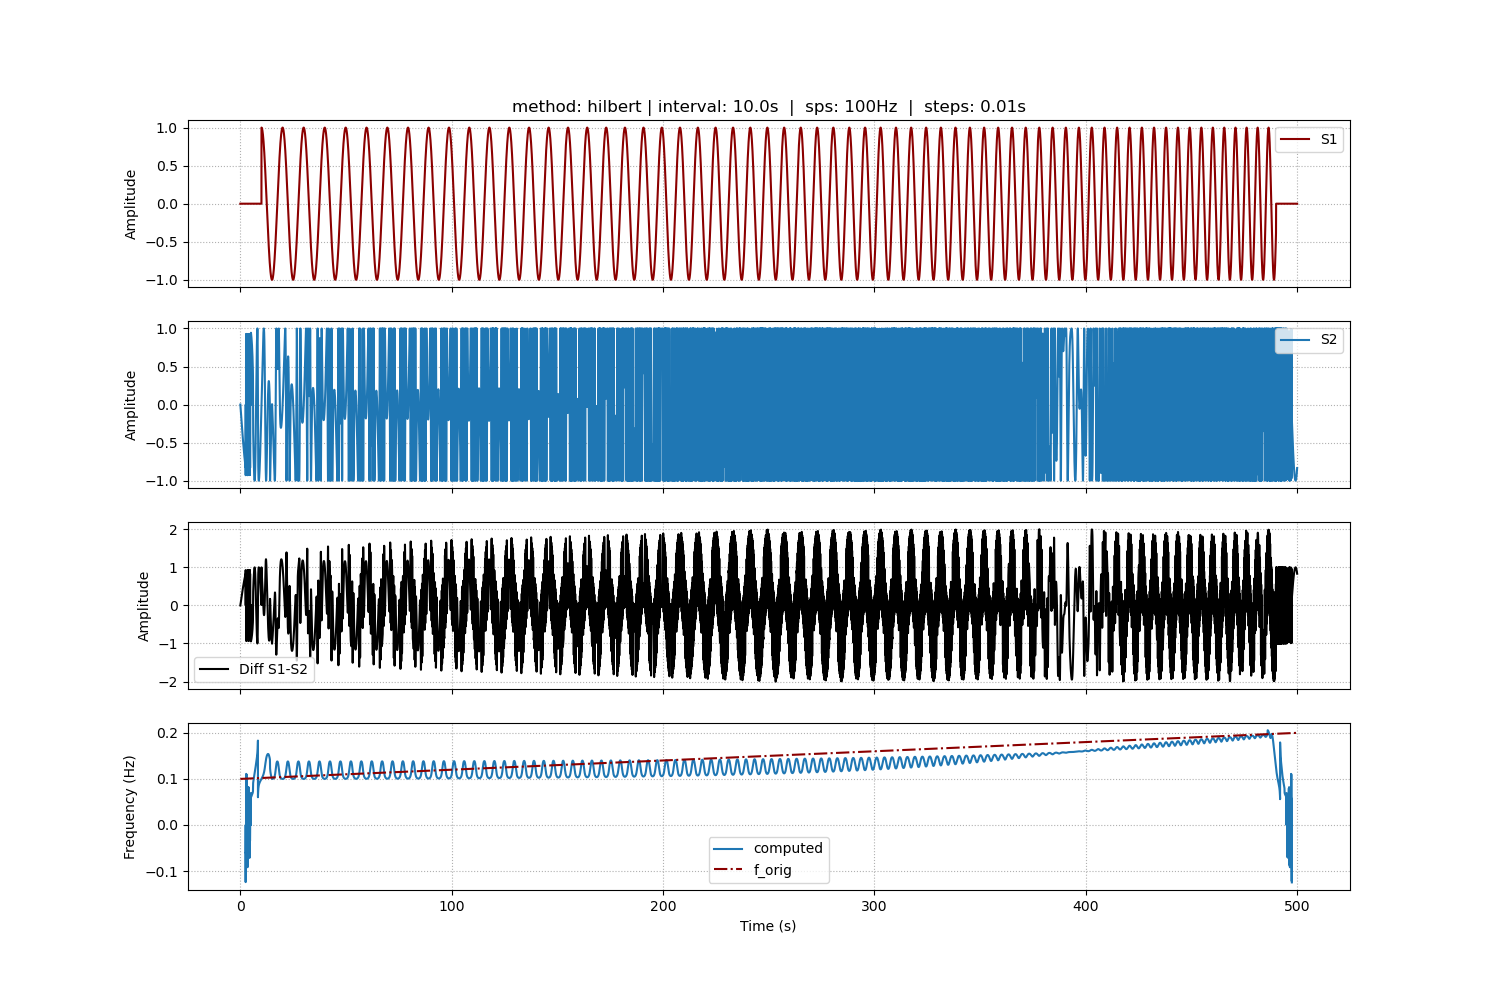 method: hilbert | interval: 10.0s  |  sps: 100Hz  |  steps: 0.01s
1.0
0.5
0.0
−0.5
−1.0
Amplitude
S1
1.0
0.5
0.0
−0.5
−1.0
Amplitude
S2
2
1
0
−1
−2
Amplitude
Diff S1-S2
0.2
0.1
0.0
−0.1
Frequency (Hz)
computed
f_orig
0 100 200 300 400 500
Time (s)